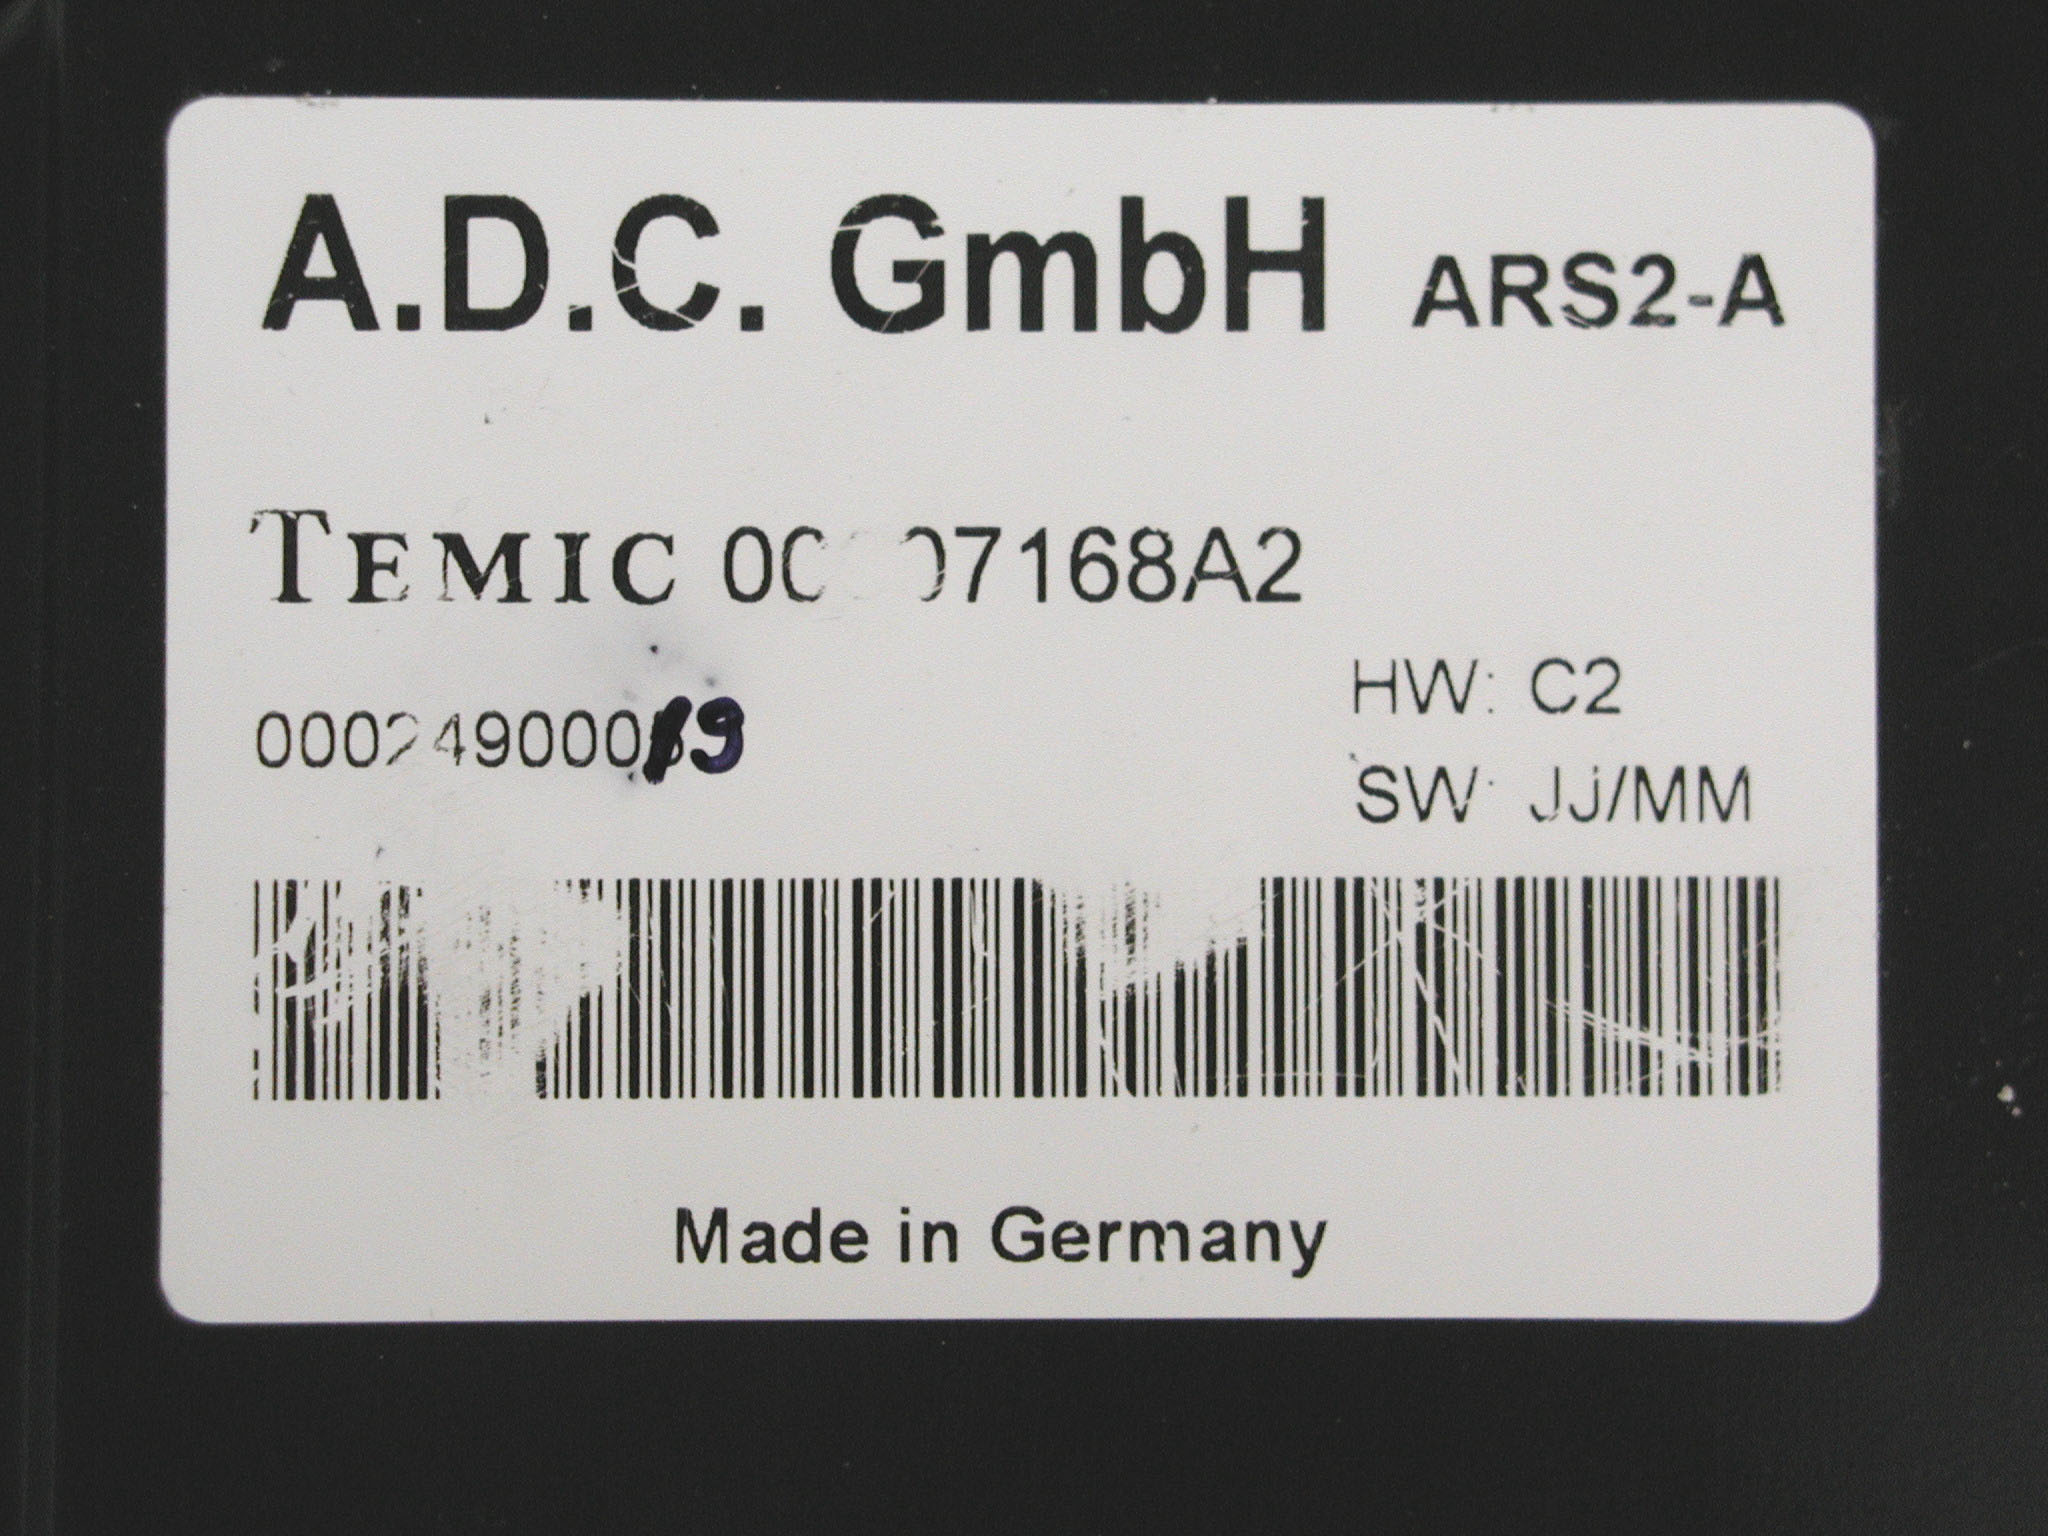 A.D.C. GmbH ARS2-A
TEMIC
HW: C2
SW: Jj/MM
Made in Germany